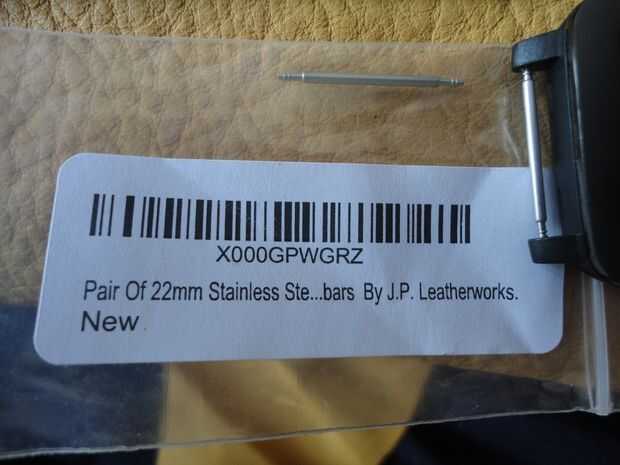 X000GPWGRZ
Pair Of 22mm Stainless Ste...bars By J.P. Leatherworks.
New